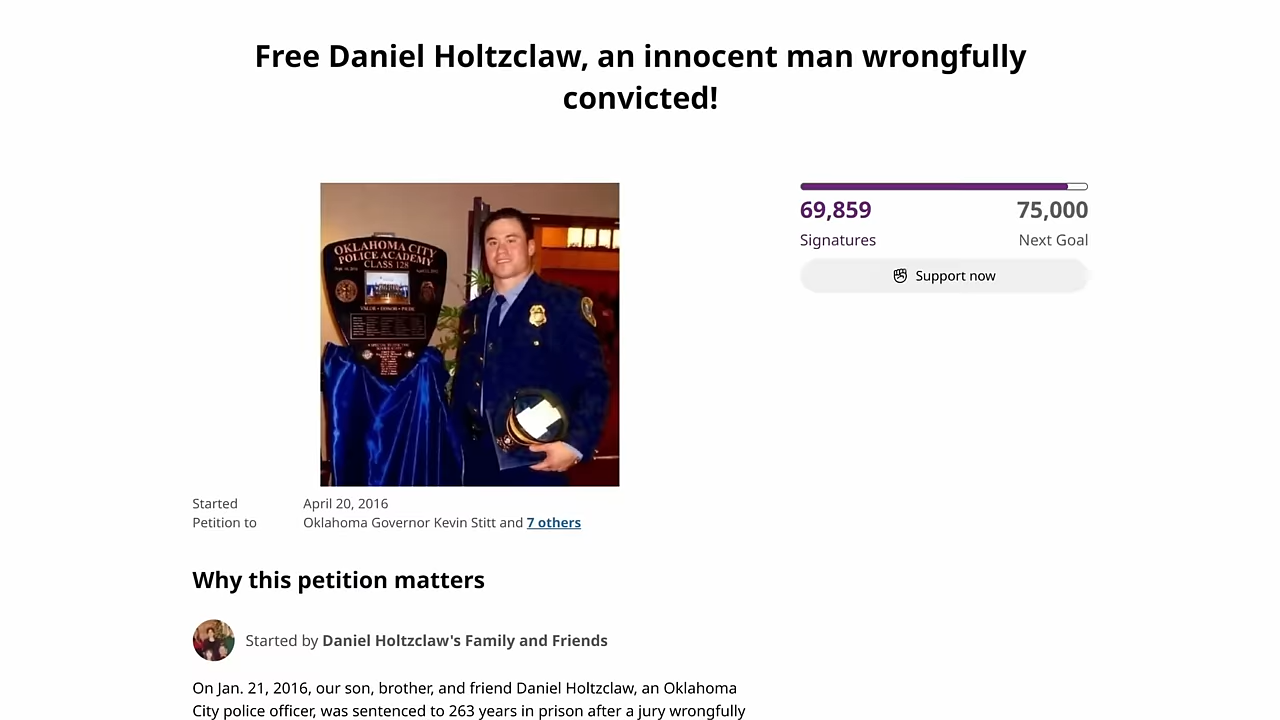 Free Daniel Holtzclaw, an innocent man wrongfully
convicted!
OKLAHOMA CITY
POLICE ACADEMY
CLASS 128
VALUE • HONOR • PRIDE
69,859
75,000
Signatures
Next Goal
Support now
Started
April 20, 2016
Petition to
Oklahoma Governor Kevin Stitt and 7 others
Why this petition matters
Started by Daniel Holtzclaw's Family and Friends
On Jan. 21, 2016, our son, brother, and friend Daniel Holtzclaw, an Oklahoma
City police officer, was sentenced to 263 years in prison after a jury wrongfully